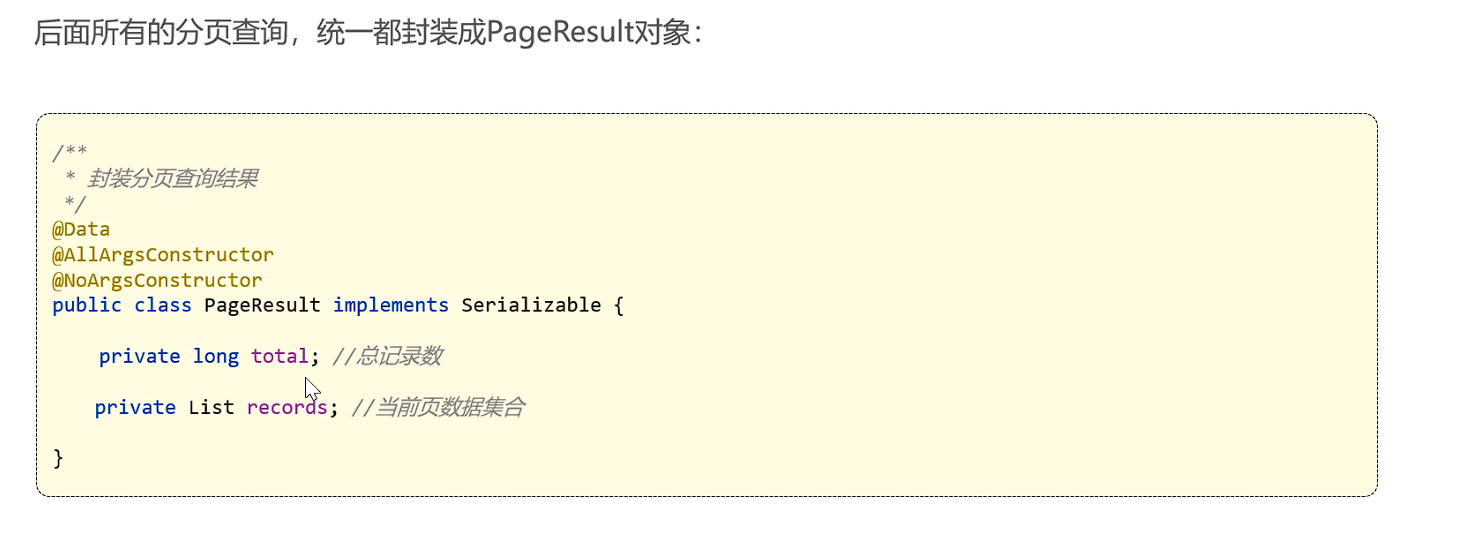 后面所有的分页查询，统一都封装成PageResult对象：
/**
 * 封装分页查询结果
 */
@Data
@AllArgsConstructor
@NoArgsConstructor
public class PageResult implements Serializable {
    private long total; //总记录数
    private List records; //当前页数据集合
}